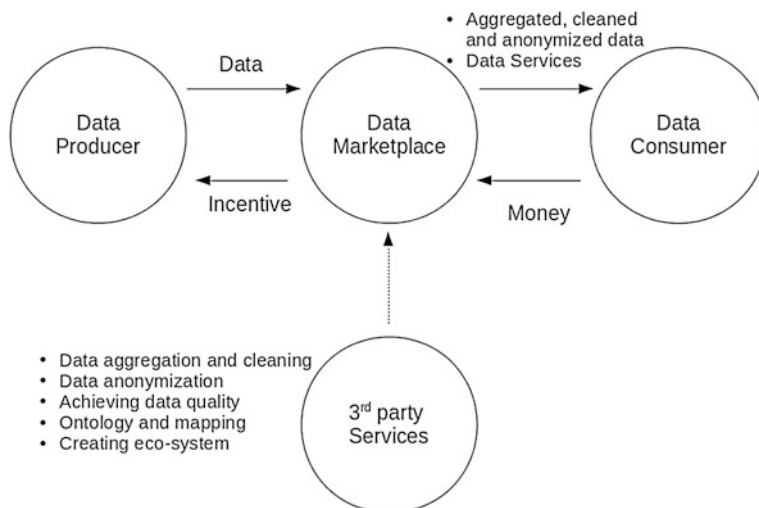 • Aggregated, cleaned
and anonymized data
• Data Services
Data
Data
Producer
Data
Marketplace
Data
Consumer
Incentive
Money
• Data aggregation and cleaning
• Data anonymization
• Achieving data quality
• Ontology and mapping
• Creating eco-system
3rd party
Services